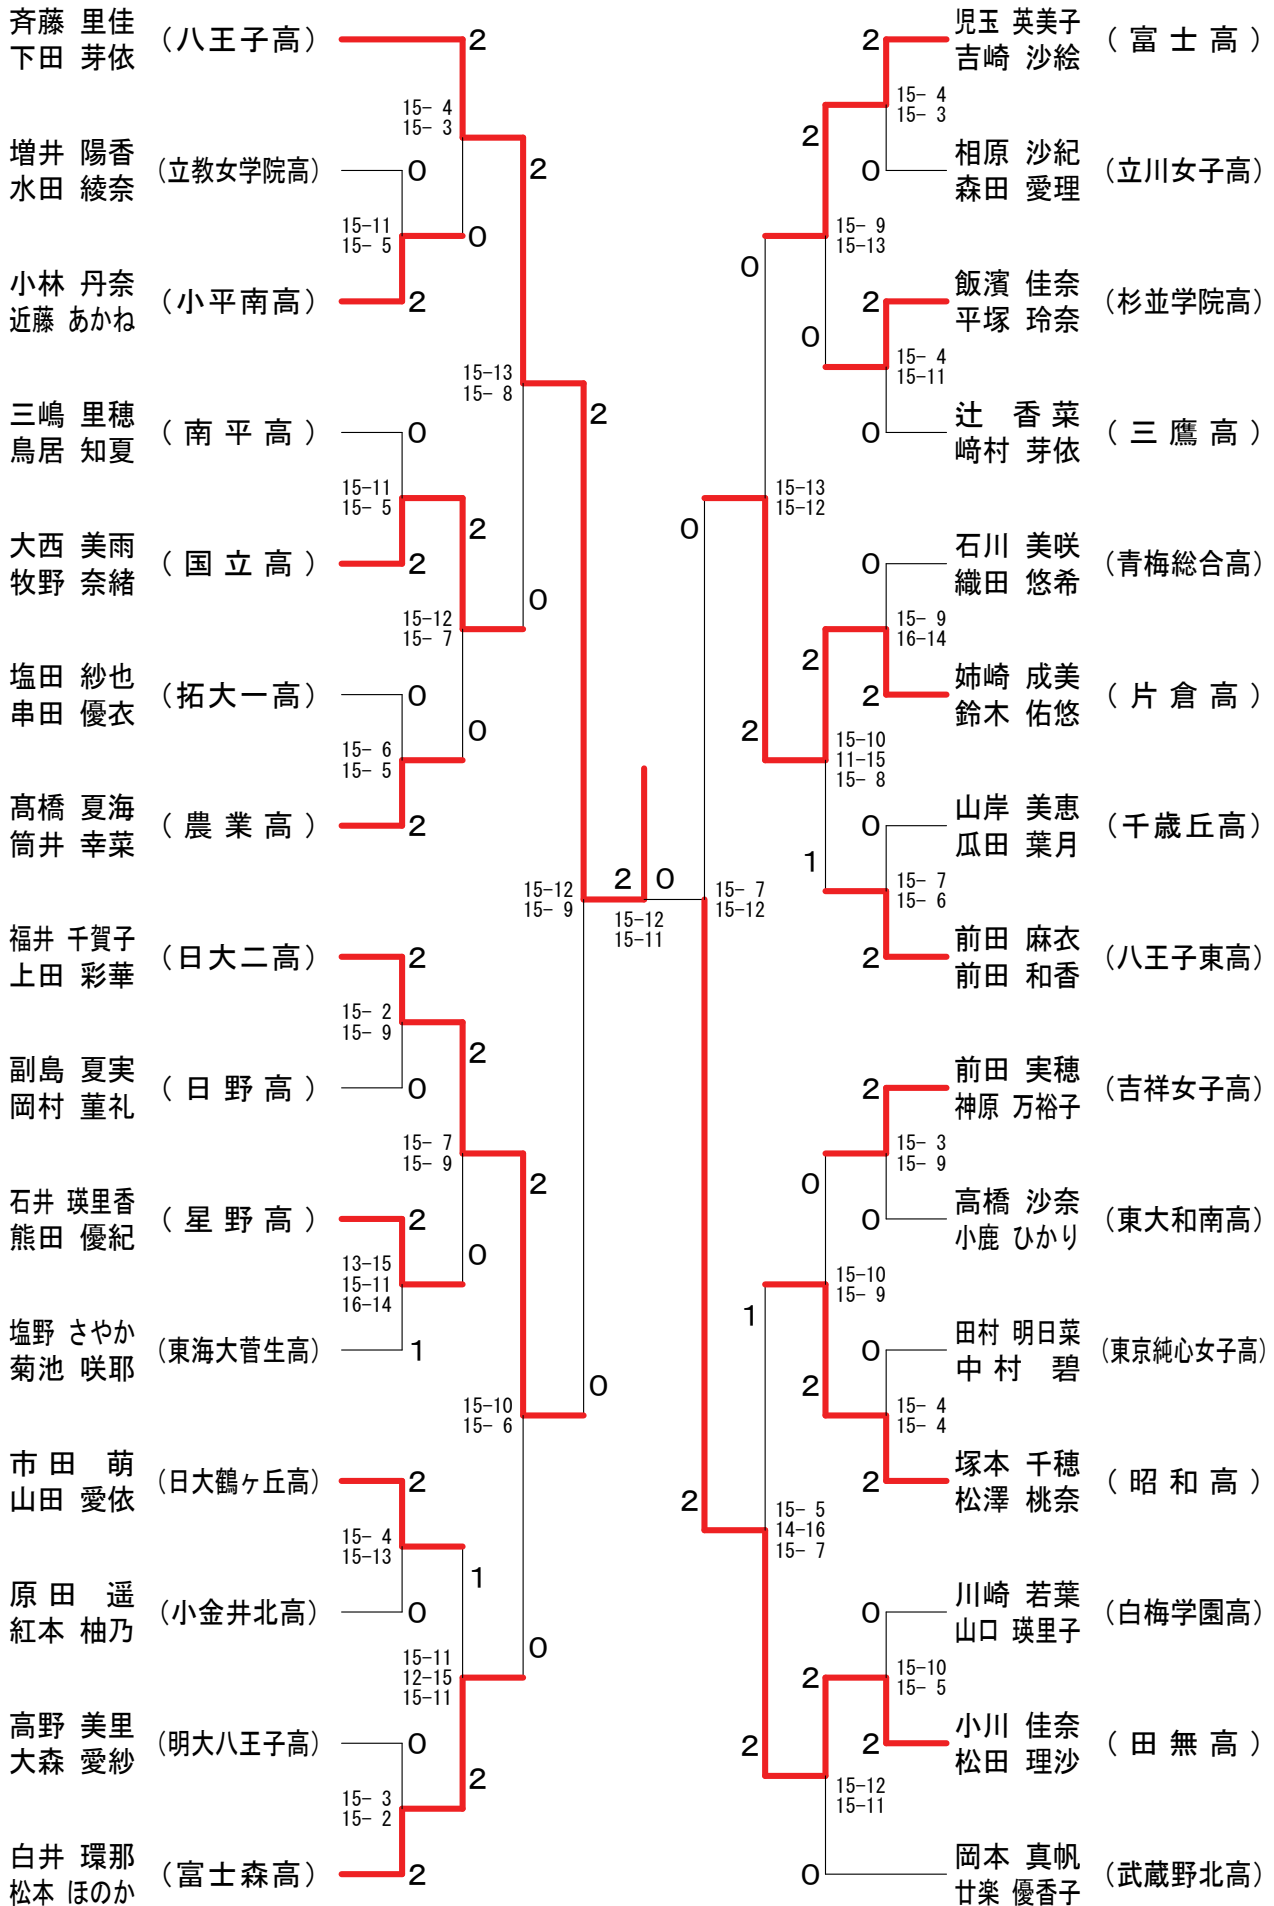 斉藤 里佳
下田 芽依
(八王子高)
2
15- 4
15- 3
増井 陽香
水田 綾奈
(立教女学院高)
0
2
15-11
15- 5
0
小林 丹奈
近藤 あかね
(小平南高)
2
15-13
15- 8
三嶋 里穂
鳥居 知夏
(南平高)
0
2
15-11
15- 5
2
大西 美雨
牧野 奈緒
(国立高)
2
0
15-12
15- 7
塩田 紗也
串田 優衣
(拓大一高)
0
0
15- 6
15- 5
髙橋 夏海
筒井 幸菜
(農業高)
2
15-12
15- 9
2
0
15-12
15-11
福井 千賀子
上田 彩華
(日大二高)
2
15- 2
15- 9
2
副島 夏実
岡村 菫礼
(日野高)
0
15- 7
15- 9
2
石井 瑛里香
熊田 優紀
(星野高)
2
0
13-15
15-11
16-14
塩野 さやか
菊池 咲耶
(東海大菅生高)
1
0
15-10
15- 6
市田 萌
山田 愛依
(日大鶴ヶ丘高)
2
15- 4
15-13
1
原田 遥
紅本 柚乃
(小金井北高)
0
0
15-11
12-15
15-11
高野 美里
大森 愛紗
(明大八王子高)
0
2
15- 3
15- 2
白井 環那
松本 ほのか
(富士森高)
2
児玉 英美子
吉崎 沙絵
(富士高)
2
15- 4
15- 3
2
相原 沙紀
森田 愛理
(立川女子高)
0
15- 9
15-13
0
飯濱 佳奈
平塚 玲奈
(杉並学院高)
2
0
15- 4
15-11
辻 香菜
﨑村 芽依
(三鷹高)
0
15-13
15-12
0
石川 美咲
織田 悠希
(青梅総合高)
0
15- 9
16-14
2
姉崎 成美
鈴木 佑悠
(片倉高)
2
2
15-10
11-15
15- 8
山岸 美恵
瓜田 葉月
(千歳丘高)
0
1
15- 7
15- 6
15- 7
15-12
前田 麻衣
前田 和香
(八王子東高)
2
前田 実穂
神原 万裕子
(吉祥女子高)
2
15- 3
15- 9
0
高橋 沙奈
小鹿 ひかり
(東大和南高)
0
15-10
15- 9
1
田村 明日菜
中村 碧
(東京純心女子高)
0
2
15- 4
15- 4
塚本 千穂
松澤 桃奈
(昭和高)
2
2
15- 5
14-16
15- 7
川崎 若葉
山口 瑛里子
(白梅学園高)
0
15-10
15- 5
2
小川 佳奈
松田 理沙
(田無高)
2
2
15-12
15-11
岡本 真帆
廿楽 優香子
(武蔵野北高)
0